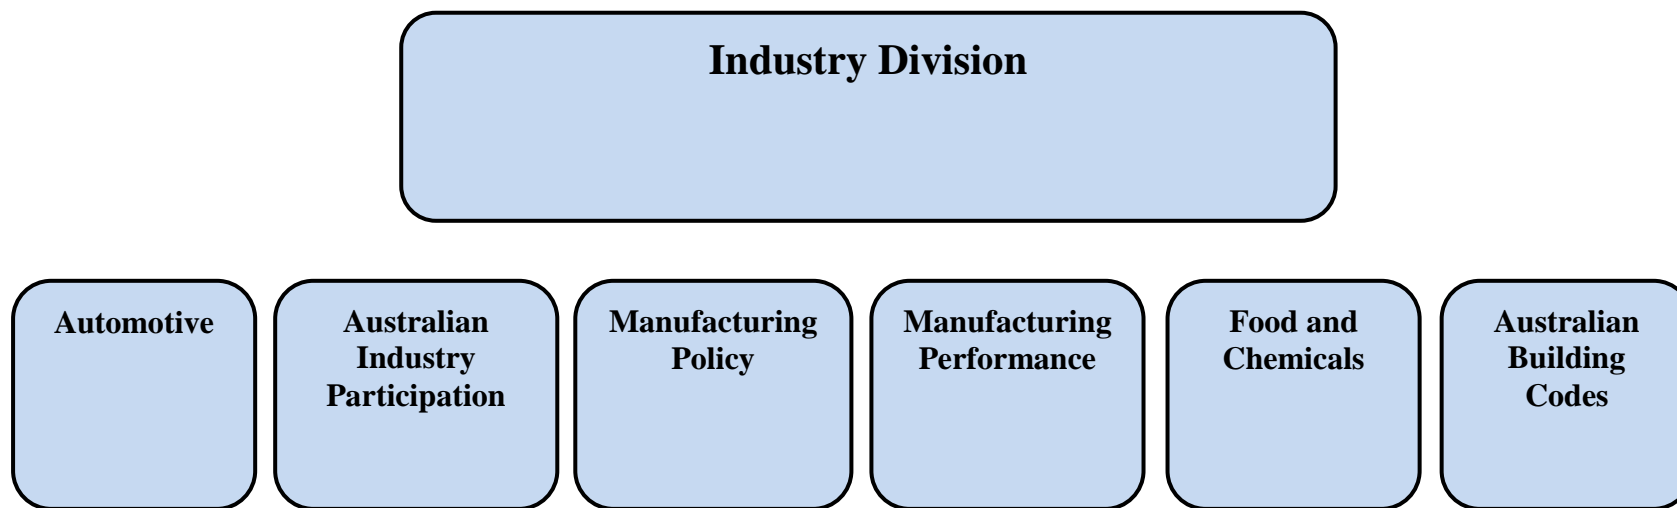 Industry Division
Automotive
Australian
Industry
Participation
Manufacturing
Policy
Manufacturing
Performance
Food and
Chemicals
Australian
Building
Codes